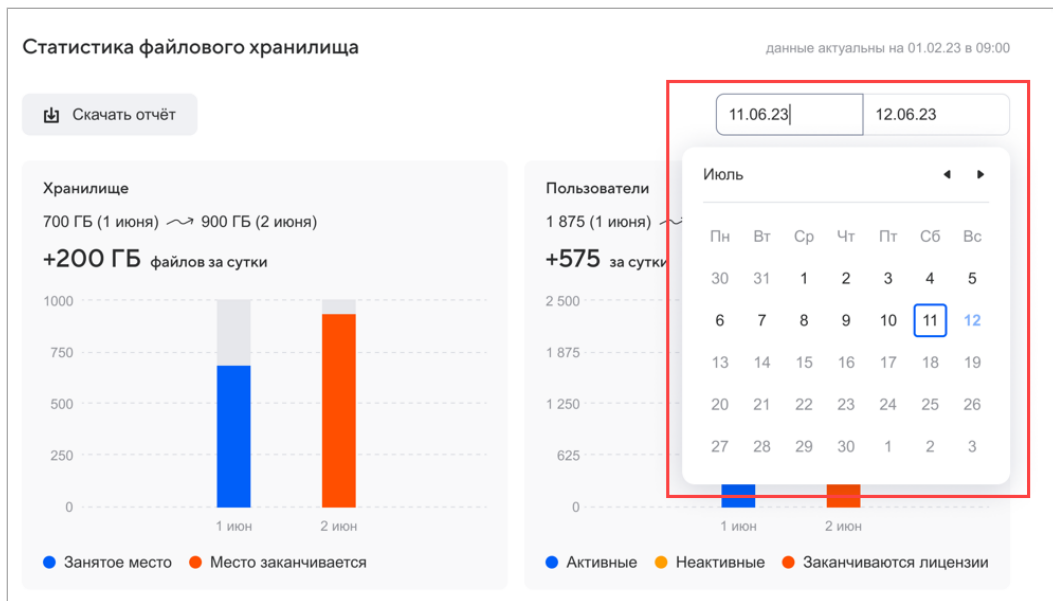 Статистика файлового хранилища
данные актуальны на 01.02.23 в 09:00
Скачать отчёт
11.06.23
12.06.23
Хранилище
700 ГБ (1 июня) 900 ГБ (2 июня)
+200 ГБ файлов за сутки
1000
750
500
250
0
1 июн 2 июн
Занятое место Место заканчивается
Пользователи
1 875 (1 июня)
+575 за сутки
2 500
1 875
1 250
625
0
1 июн 2 июн
Активные Неактивные Заканчиваются лицензии
Июль
Пн Вт Ср Чт Пт Сб Вс
30 31 1 2 3 4 5
6 7 8 9 10 11 12
13 14 15 16 17 18 19
20 21 22 23 24 25 26
27 28 29 30 1 2 3